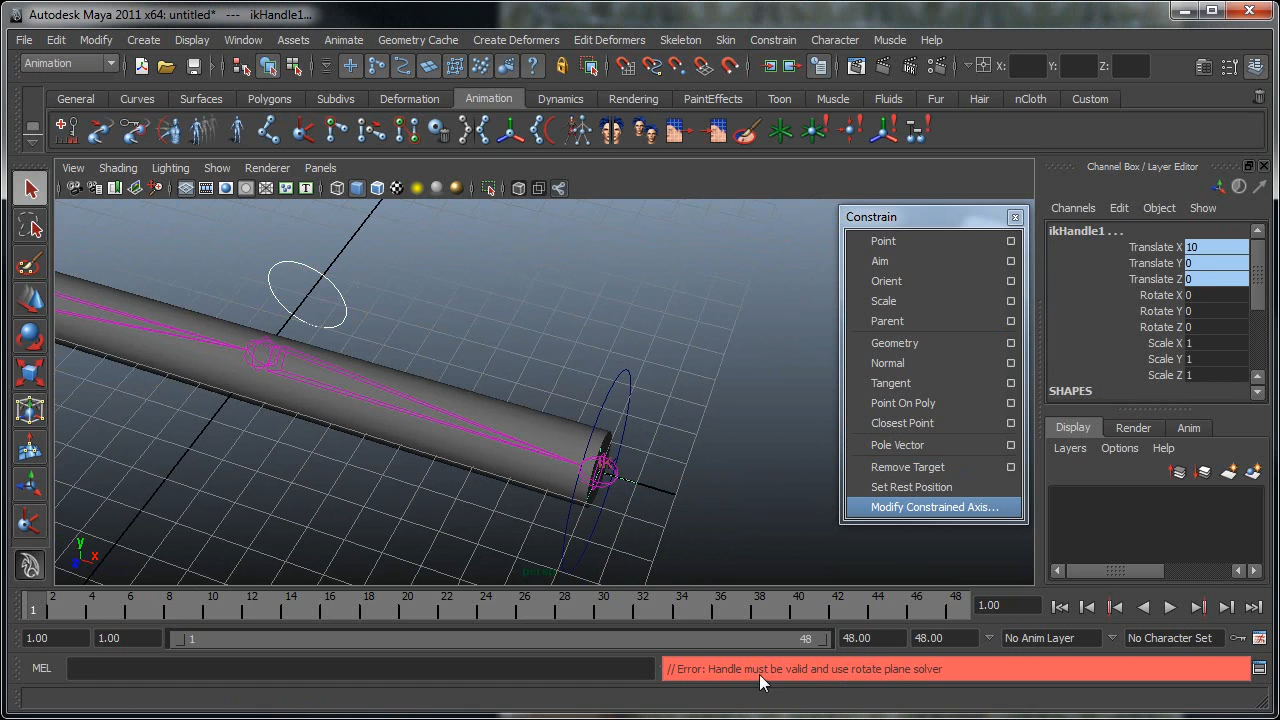 Autodesk Maya 2011 x64: untitled* --- ikHandle1...
File Edit Modify Create Display Window Assets Animate Geometry Cache Create Deformers Edit Deformers Skeleton Skin Constrain Character Muscle Help
Animation X: Y: Z:
General Curves Surfaces Polygons Subdivs Deformation Animation Dynamics Rendering PaintEffects Toon Muscle Fluids Fur Hair nCloth Custom
View Shading Lighting Show Renderer Panels
Channel Box / Layer Editor
Channels Edit Object Show
ikHandle1 . . .
Translate X 10
Translate Y 0
Translate Z 0
Rotate X 0
Rotate Y 0
Rotate Z 0
Scale X 1
Scale Y 1
Scale Z 1
SHAPES
Constrain
Point
Aim
Orient
Scale
Parent
Geometry
Normal
Tangent
Point On Poly
Closest Point
Pole Vector
Remove Target
Set Rest Position
Modify Constrained Axis...
Display Render Anim
Layers Options Help
y
x
z
persp
1 2 4 6 8 10 12 14 16 18 20 22 24 26 28 30 32 34 36 38 40 42 44 46 48 1.00
1.00 1.00 1 48 48.00 48.00 No Anim Layer No Character Set
MEL // Error: Handle must be valid and use rotate plane solver